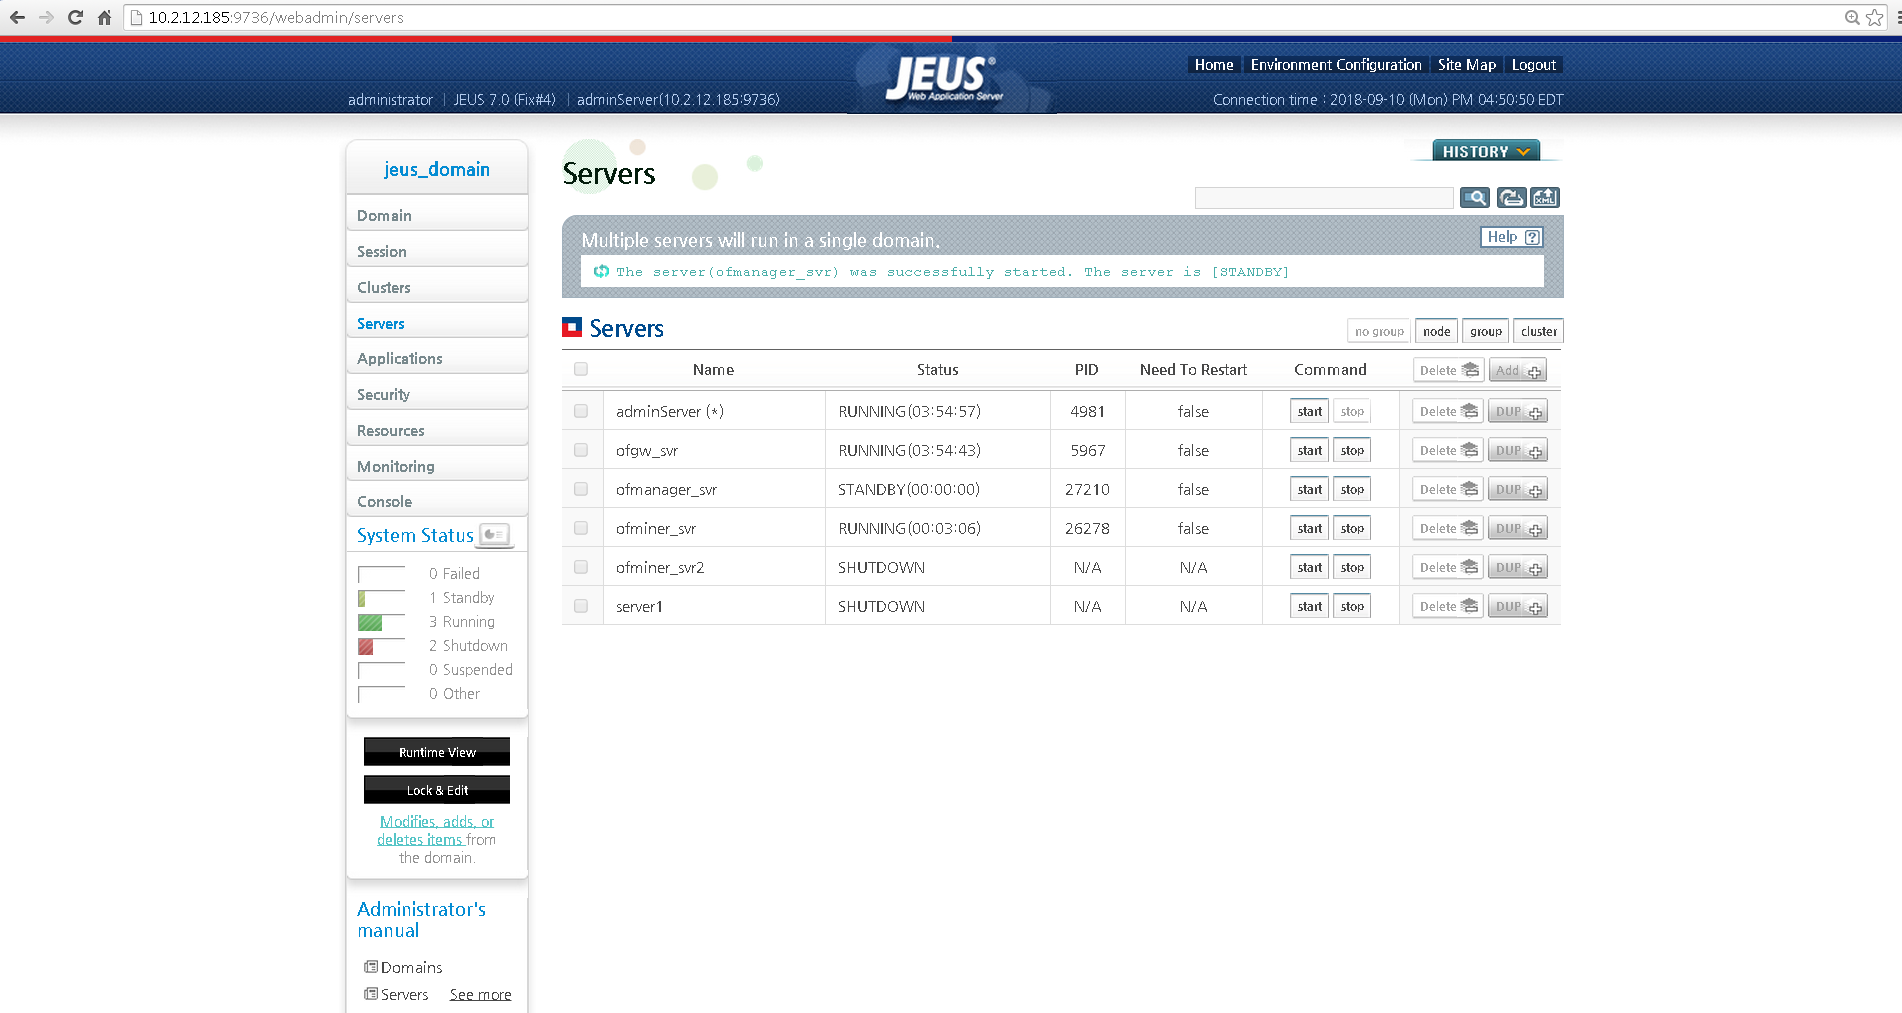 10.2.12.185:9736/webadmin/servers
JEUS®
Web Application Server
Home Environment Configuration Site Map Logout
administrator JEUS 7.0 (Fix#4) adminServer(10.2.12.185:9736)
Connection time : 2018-09-10 (Mon) PM 04:50:50 EDT
jeus_domain
Domain
Session
Clusters
Servers
Applications
Security
Resources
Monitoring
Console
System Status
0 Failed
1 Standby
3 Running
2 Shutdown
0 Suspended
0 Other
Runtime View
Lock & Edit
Modifies, adds, or
deletes items from
the domain.
Administrator's
manual
Domains
Servers See more
Servers
HISTORY
XML
Multiple servers will run in a single domain.
Help ?
The server(ofmanager_svr) was successfully started. The server is [STANDBY]
Servers
no group node group cluster
Name Status PID Need To Restart Command Delete Add
adminServer (*) RUNNING(03:54:57) 4981 false start stop Delete DUP
ofgw_svr RUNNING(03:54:43) 5967 false start stop Delete DUP
ofmanager_svr STANDBY(00:00:00) 27210 false start stop Delete DUP
ofminer_svr RUNNING(00:03:06) 26278 false start stop Delete DUP
ofminer_svr2 SHUTDOWN N/A N/A start stop Delete DUP
server1 SHUTDOWN N/A N/A start stop Delete DUP